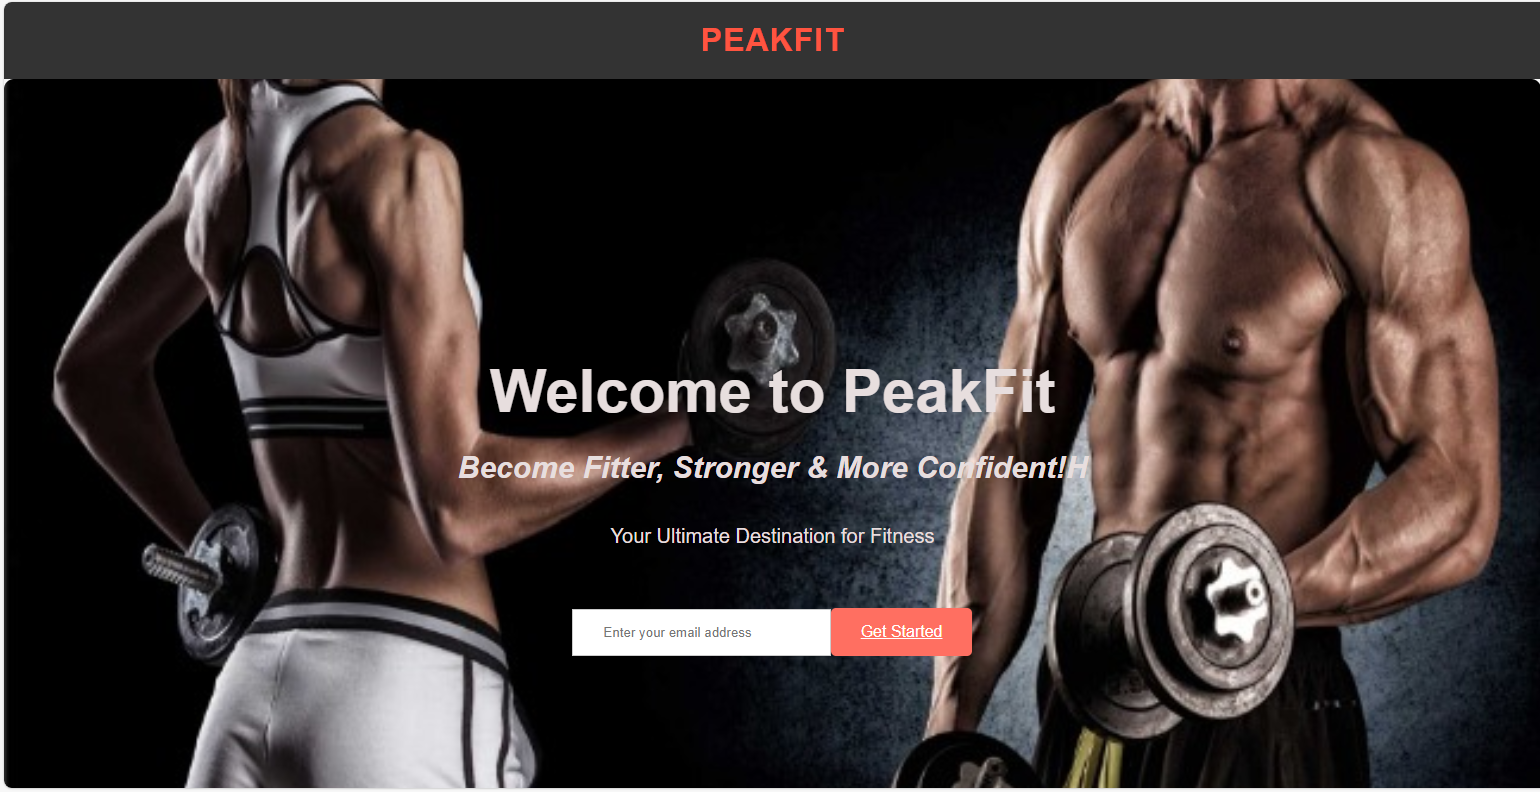 PEAKFIT
Welcome to PeakFit
Become Fitter, Stronger & More Confident!H
Your Ultimate Destination for Fitness
Enter your email address
Get Started